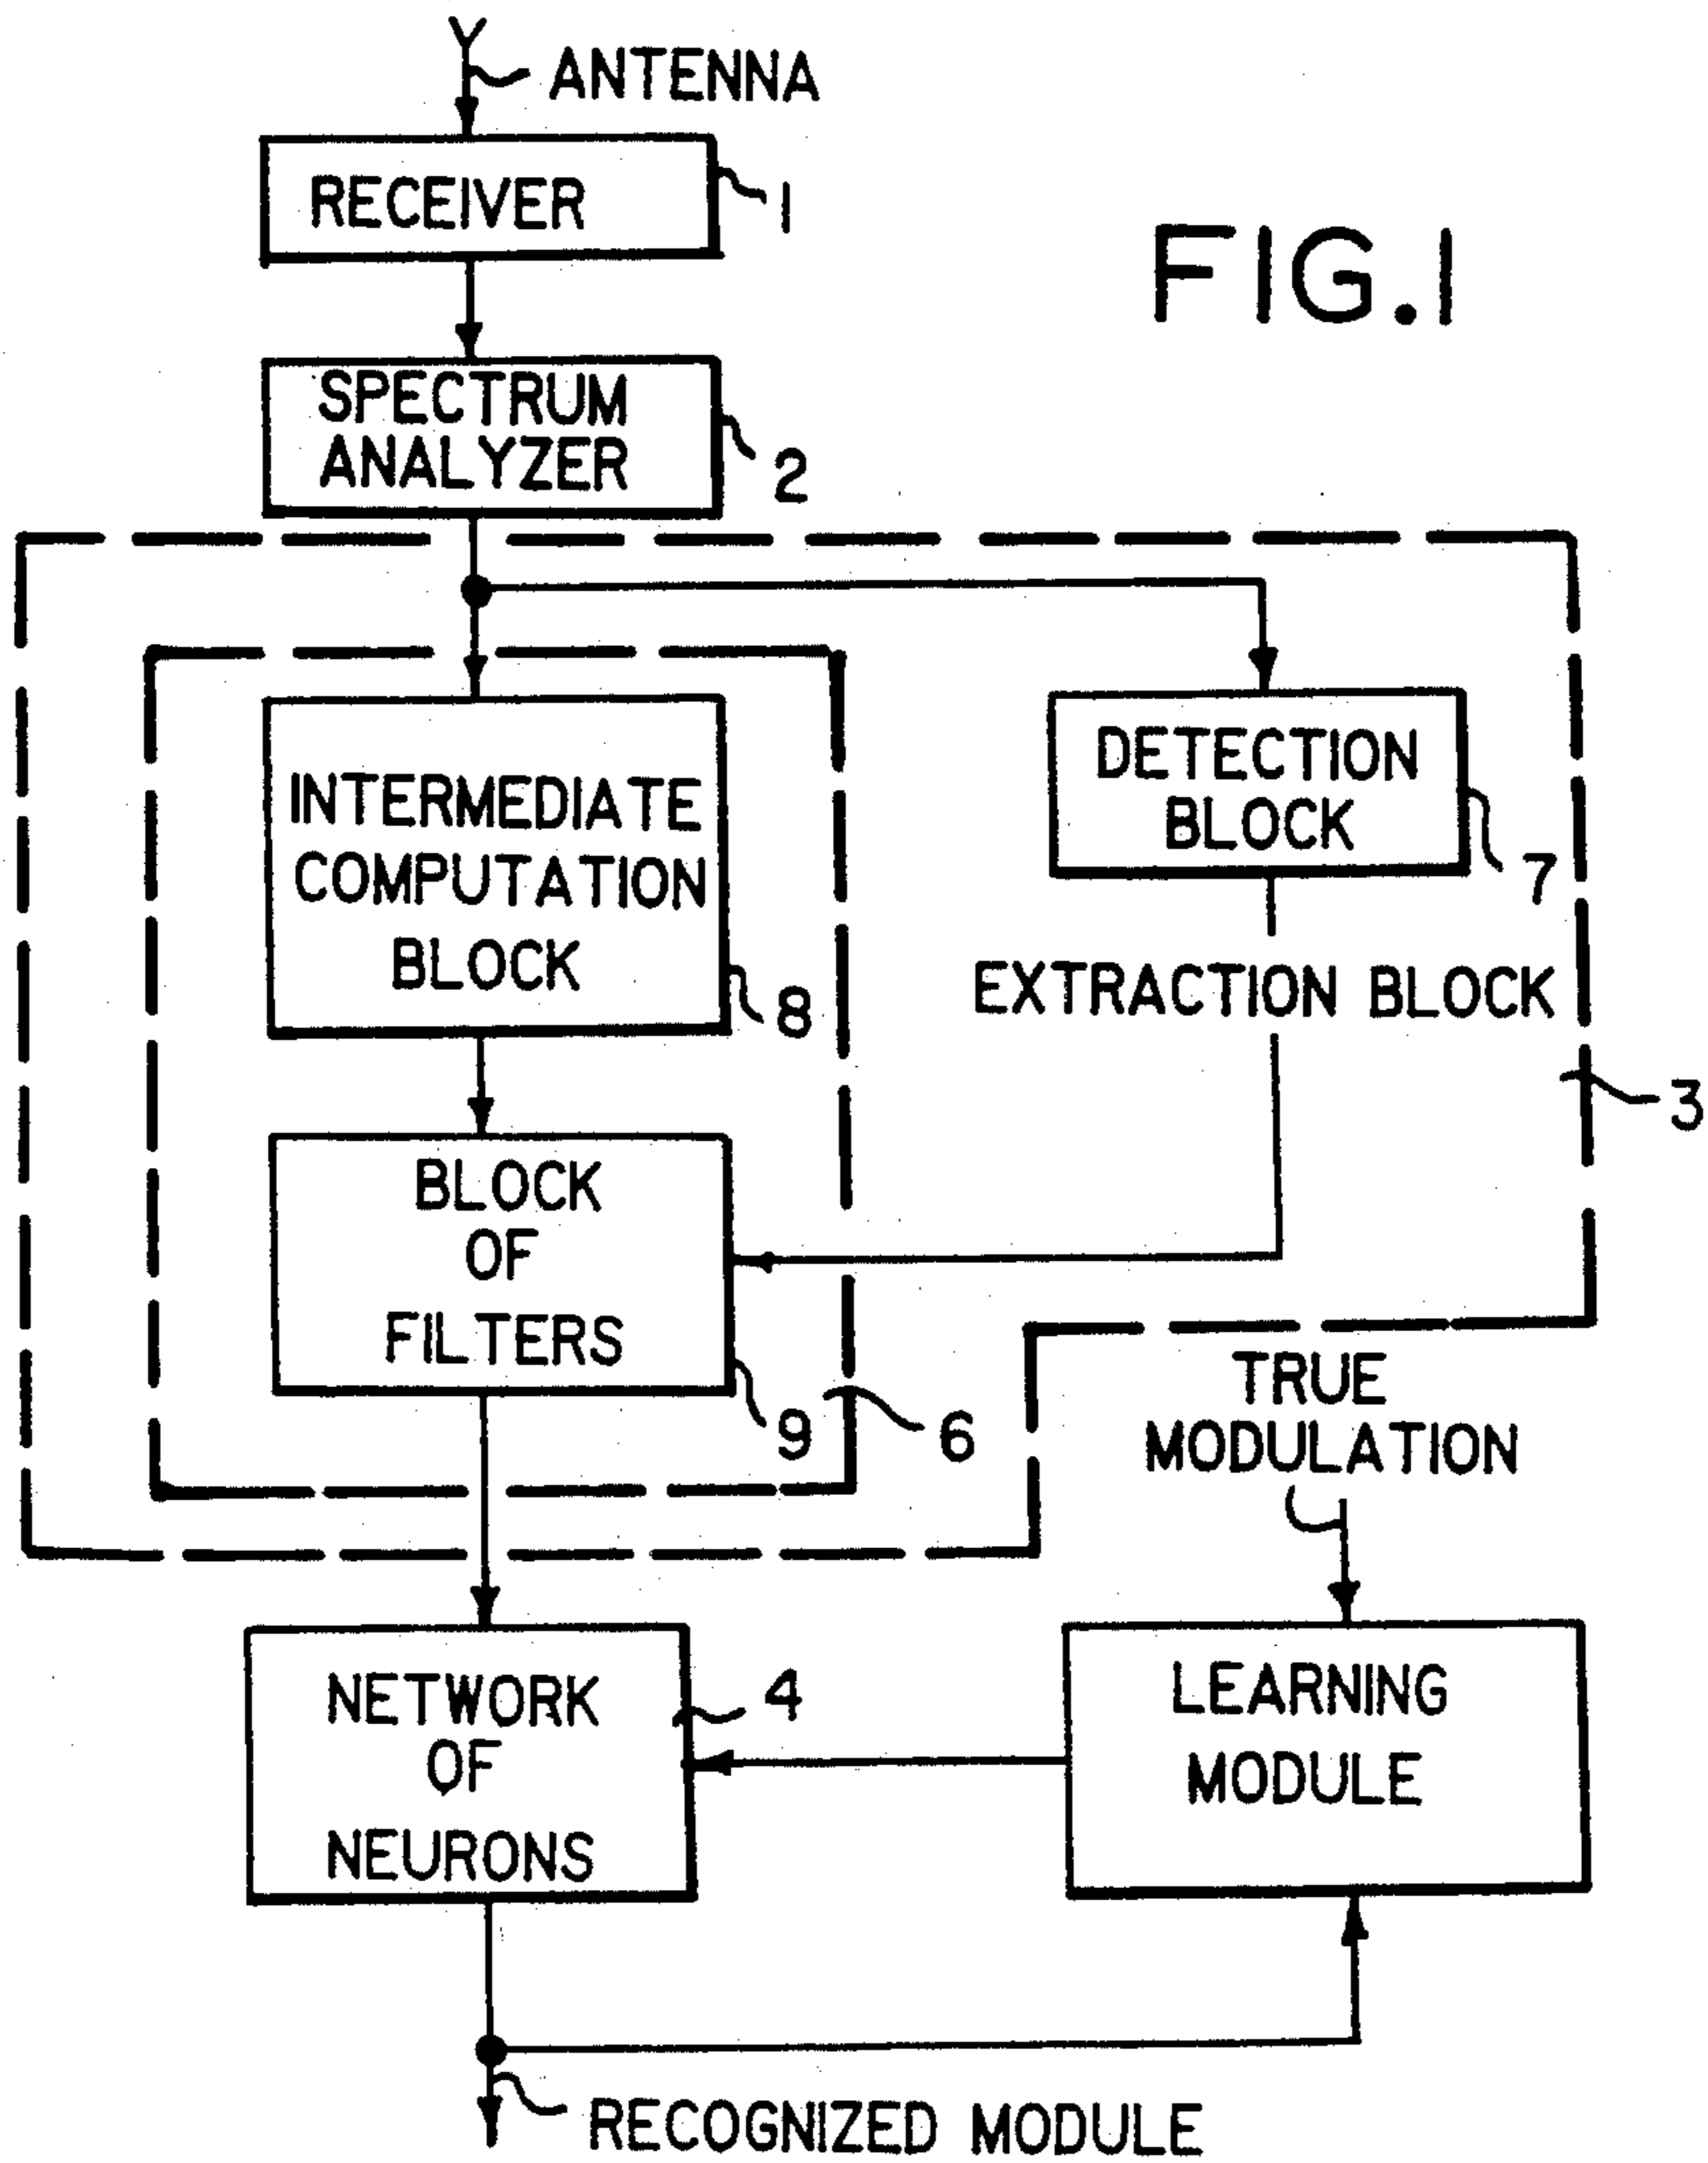 ANTENNA
RECEIVER
1
FIG.1
SPECTRUM
ANALYZER
2
INTERMEDIATE
COMPUTATION
BLOCK
8
DETECTION
BLOCK
7
EXTRACTION BLOCK
3
BLOCK
OF
FILTERS
9
6
TRUE
MODULATION
NETWORK
OF
NEURONS
4
LEARNING
MODULE
RECOGNIZED MODULE